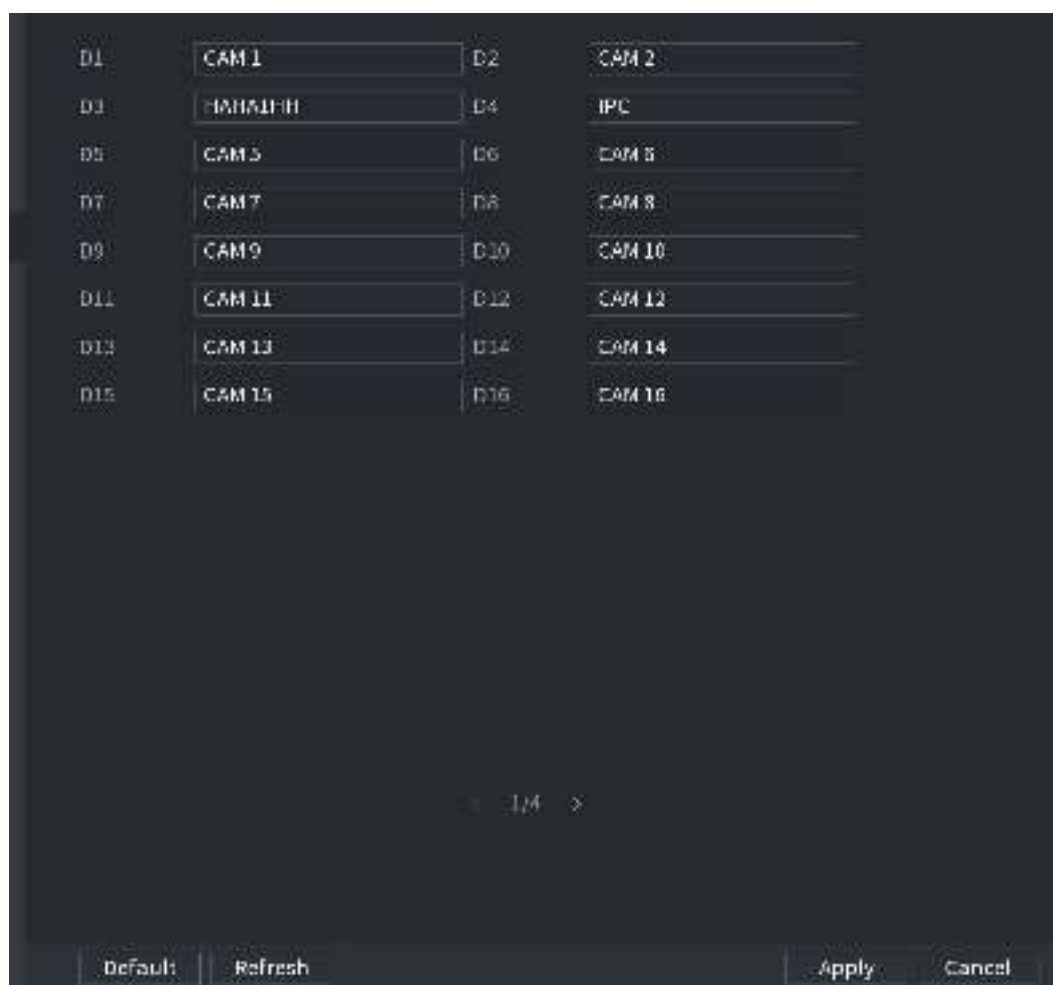 D1 CAM 1 D2 CAM 2
D3 D4 IPC
D5 CAM 5 D6 CAM 6
D7 CAM 7 D8 CAM 8
D9 CAM 9 D10 CAM 10
D11 CAM 11 D12 CAM 12
D13 CAM 13 D14 CAM 14
D15 CAM 15 D16 CAM 16
< 1/4 >
Default Refresh Apply Cancel